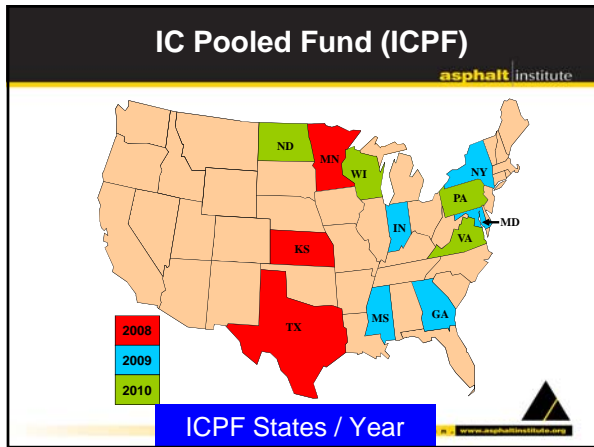 IC Pooled Fund (ICPF)
asphalt institute
ND
MN
WI
NY
PA
MD
IN
VA
KS
MS
GA
TX
2008
2009
2010
ICPF States / Year
www.asphaltinstitute.org